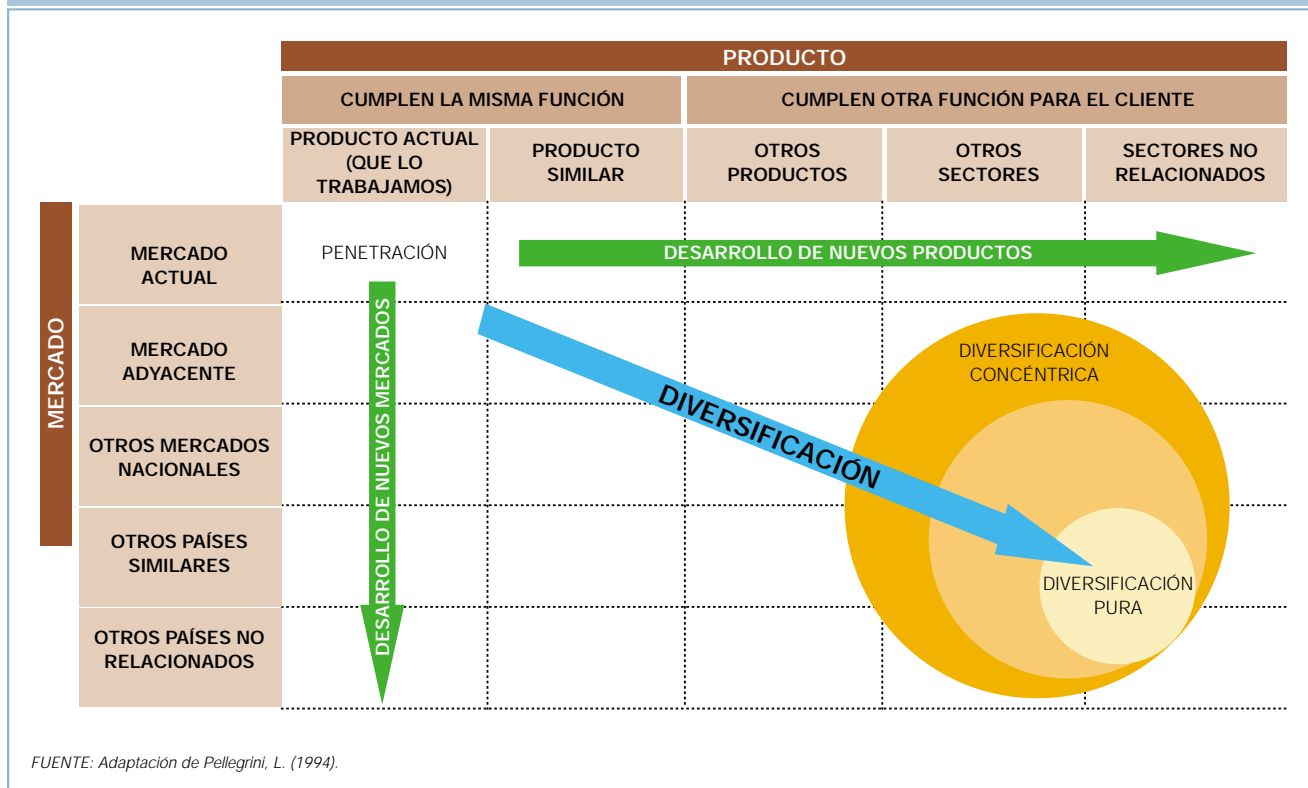 PRODUCTO
CUMPLEN LA MISMA FUNCIÓN
CUMPLEN OTRA FUNCIÓN PARA EL CLIENTE
PRODUCTO ACTUAL
(QUE LO
TRABAJAMOS)
PRODUCTO
SIMILAR
OTROS
PRODUCTOS
OTROS
SECTORES
SECTORES NO
RELACIONADOS
MERCADO
MERCADO
ACTUAL
PENETRACIÓN
DESARROLLO DE NUEVOS PRODUCTOS
DESARROLLO DE NUEVOS MERCADOS
MERCADO
ADYACENTE
DIVERSIFICACIÓN
DIVERSIFICACIÓN
CONCÉNTRICA
OTROS MERCADOS
NACIONALES
OTROS PAÍSES
SIMILARES
DIVERSIFICACIÓN
PURA
OTROS PAÍSES NO
RELACIONADOS
FUENTE: Adaptación de Pellegrini, L. (1994).